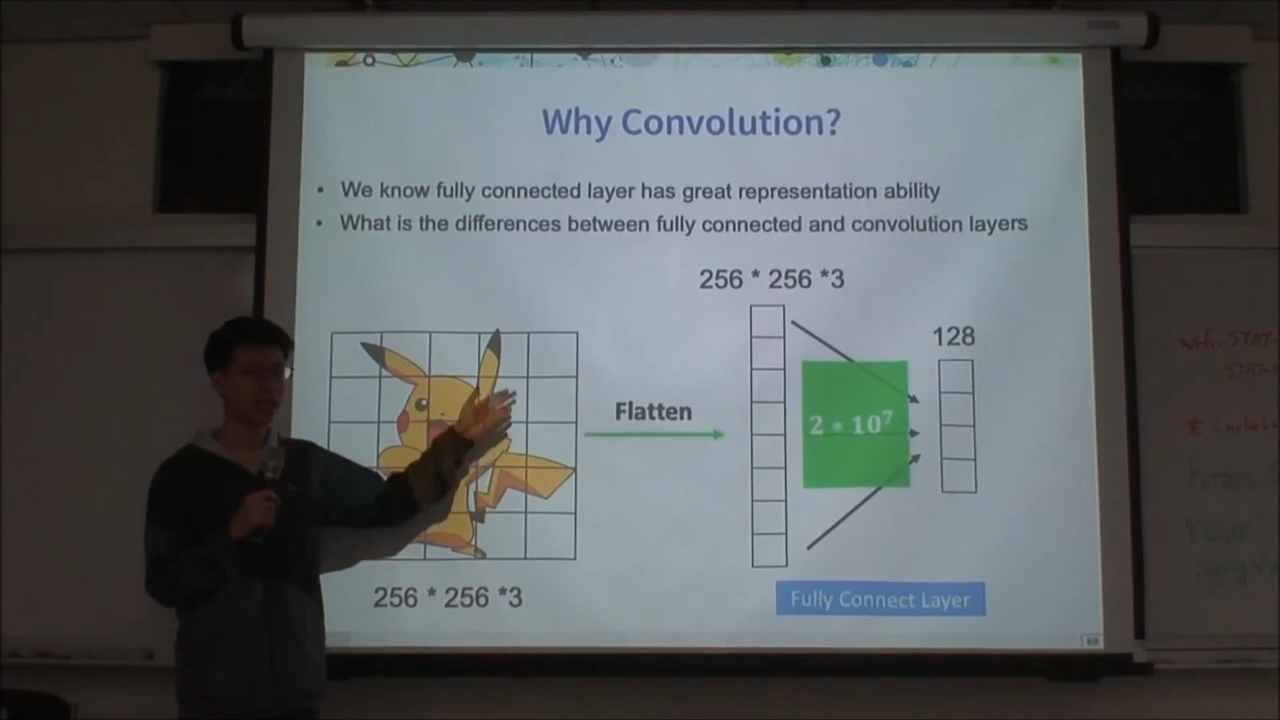 Why Convolution?
• We know fully connected layer has great representation ability
• What is the differences between fully connected and convolution layers
256 * 256 *3
128
Flatten
2 * 10⁷
256 * 256 *3
Fully Connect Layer